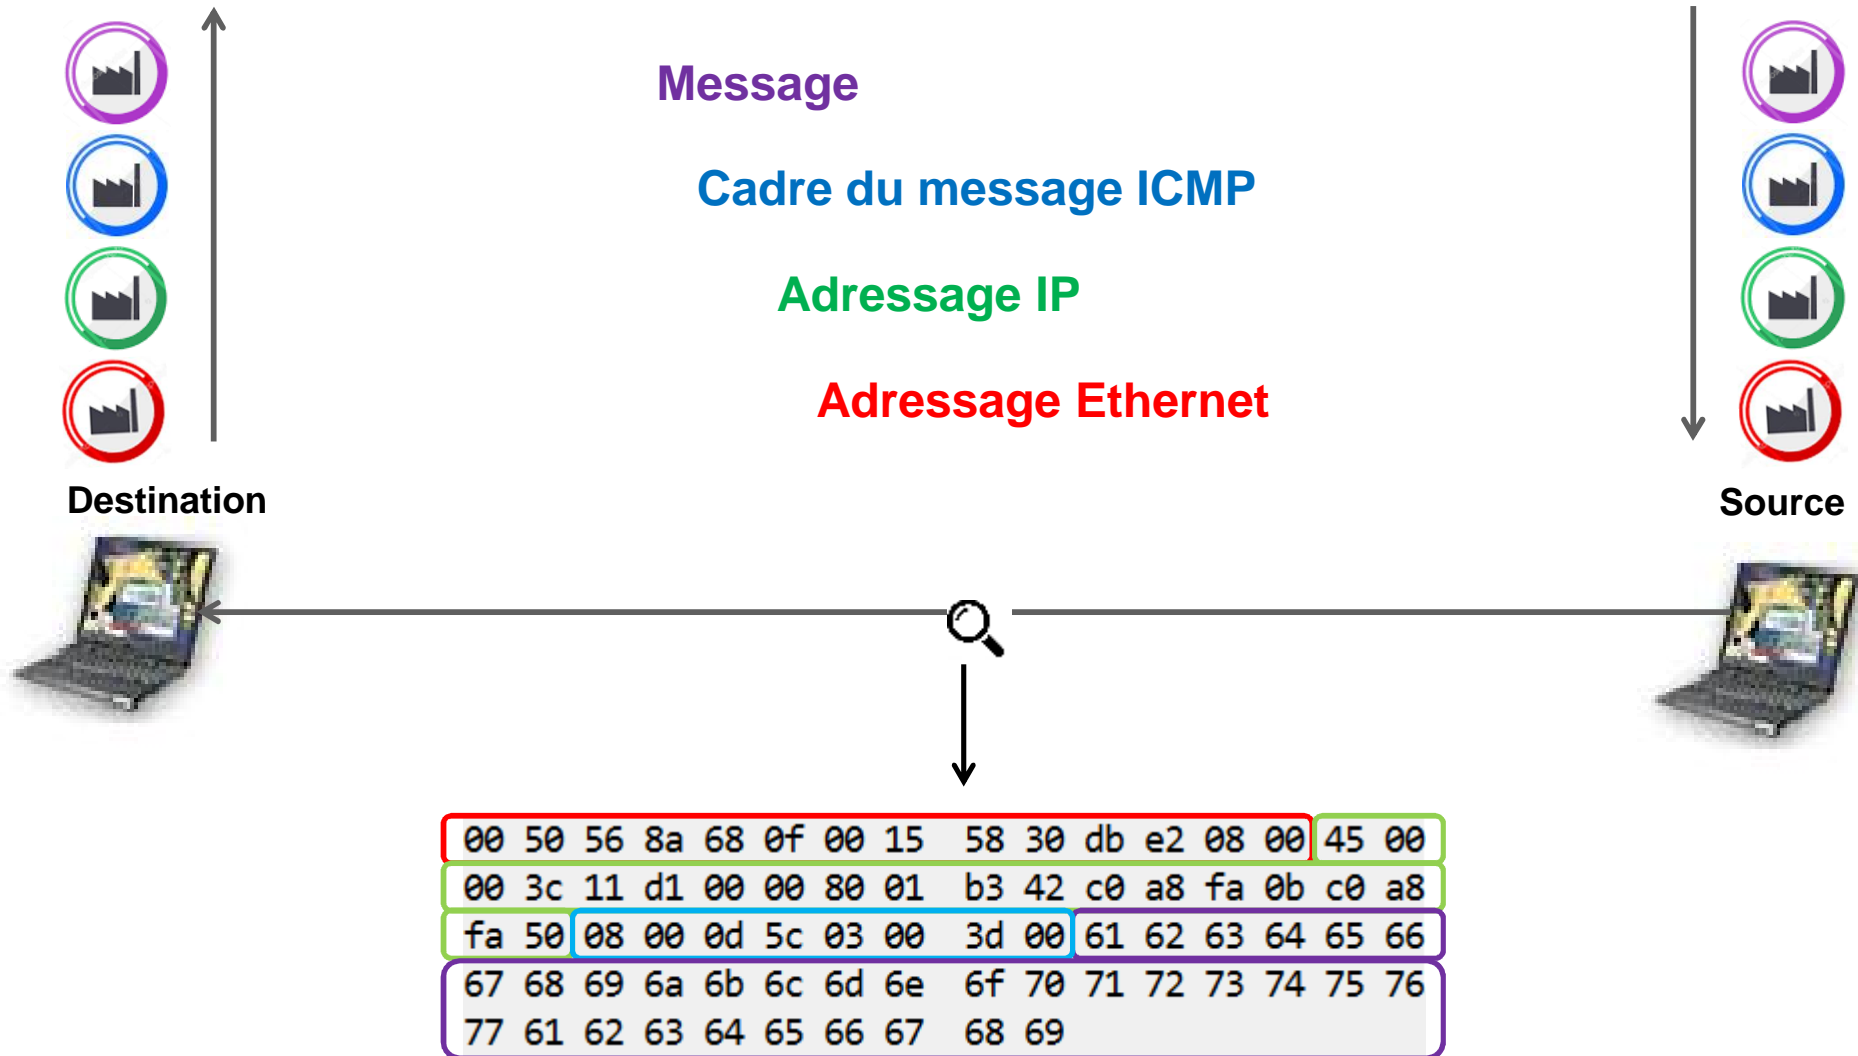 Message
Cadre du message ICMP
Adressage IP
Adressage Ethernet
Destination
Source
00 50 56 8a 68 0f 00 15 58 30 db e2 08 00 45 00
00 3c 11 d1 00 00 80 01 b3 42 c0 a8 fa 0b c0 a8
fa 50 08 00 0d 5c 03 00 3d 00 61 62 63 64 65 66
67 68 69 6a 6b 6c 6d 6e 6f 70 71 72 73 74 75 76
77 61 62 63 64 65 66 67 68 69